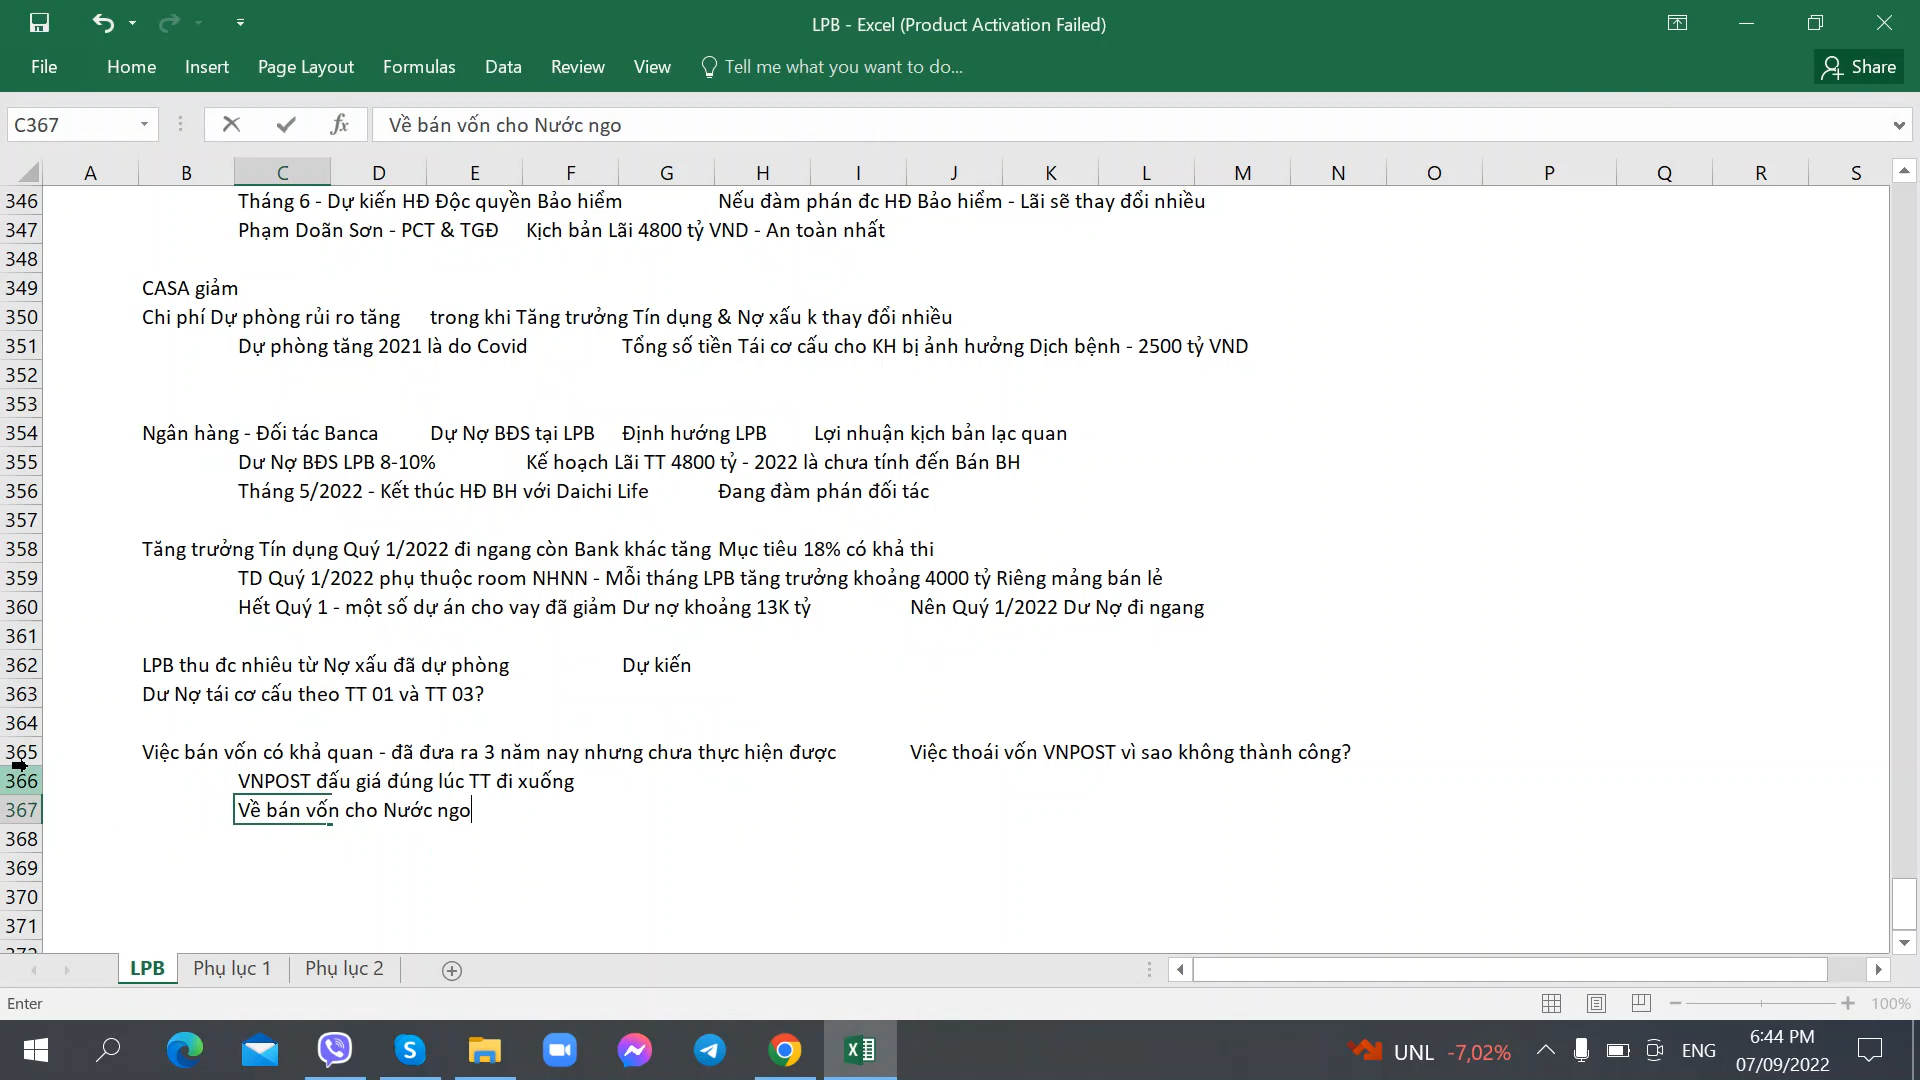 LPB - Excel (Product Activation Failed)
File Home Insert Page Layout Formulas Data Review View Tell me what you want to do... Share
C367 fx Về bán vốn cho Nước ngo
A B C D E F G H I J K L M N O P Q R S
346 Tháng 6 - Dự kiến HĐ Độc quyền Bảo hiểm Nếu đàm phán đc HĐ Bảo hiểm - Lãi sẽ thay đổi nhiều
347 Phạm Doãn Sơn - PCT & TGĐ Kịch bản Lãi 4800 tỷ VND - An toàn nhất
348
349 CASA giảm
350 Chi phí Dự phòng rủi ro tăng trong khi Tăng trưởng Tín dụng & Nợ xấu k thay đổi nhiều
351 Dự phòng tăng 2021 là do Covid Tổng số tiền Tái cơ cấu cho KH bị ảnh hưởng Dịch bệnh - 2500 tỷ VND
352
353
354 Ngân hàng - Đối tác Banca Dự Nợ BĐS tại LPB Định hướng LPB Lợi nhuận kịch bản lạc quan
355 Dư Nợ BĐS LPB 8-10% Kế hoạch Lãi TT 4800 tỷ - 2022 là chưa tính đến Bán BH
356 Tháng 5/2022 - Kết thúc HĐ BH với Daichi Life Đang đàm phán đối tác
357
358 Tăng trưởng Tín dụng Quý 1/2022 đi ngang còn Bank khác tăng Mục tiêu 18% có khả thi
359 TD Quý 1/2022 phụ thuộc room NHNN - Mỗi tháng LPB tăng trưởng khoảng 4000 tỷ Riêng mảng bán lẻ
360 Hết Quý 1 - một số dự án cho vay đã giảm Dư nợ khoảng 13K tỷ Nên Quý 1/2022 Dư Nợ đi ngang
361
362 LPB thu đc nhiêu từ Nợ xấu đã dự phòng Dự kiến
363 Dư Nợ tái cơ cấu theo TT 01 và TT 03?
364
365 Việc bán vốn có khả quan - đã đưa ra 3 năm nay nhưng chưa thực hiện được Việc thoái vốn VNPOST vì sao không thành công?
366 VNPOST đấu giá đúng lúc TT đi xuống
367 Về bán vốn cho Nước ngo
368
369
370
371
LPB Phụ lục 1 Phụ lục 2
Enter 100%
UNL -7,02% ENG 6:44 PM
07/09/2022